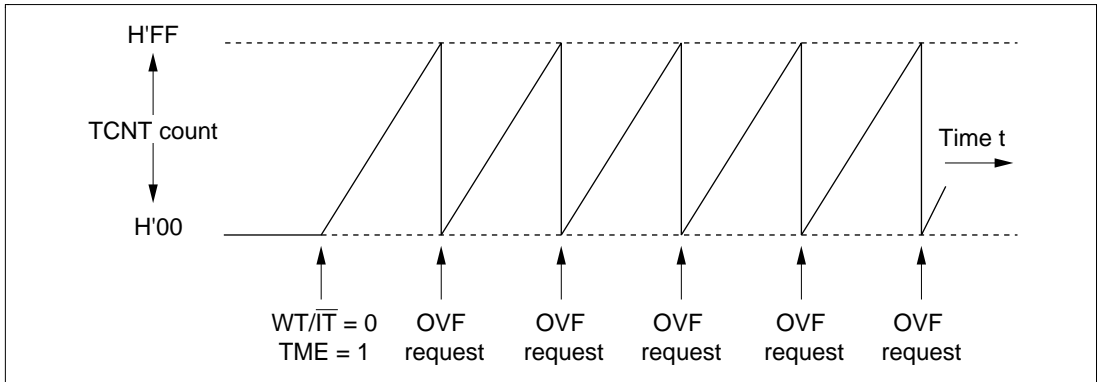 H'FF
TCNT count
Time t
H'00
WT/I̅T̅ = 0
TME = 1
OVF
request
OVF
request
OVF
request
OVF
request
OVF
request